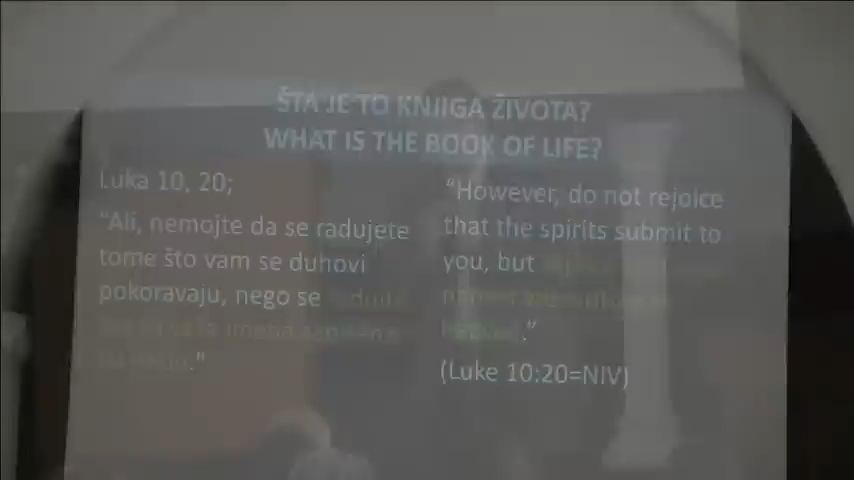 ŠTA JE TO KNJIGA ŽIVOTA?
WHAT IS THE BOOK OF LIFE?
Luka 10, 20;
“Ali, nemojte da se radujete
tome što vam se duhovi
pokoravaju, nego se
imena
.”
“However, do not rejoice
that the spirits submit to
you, but
.”
(Luke 10:20=NIV)